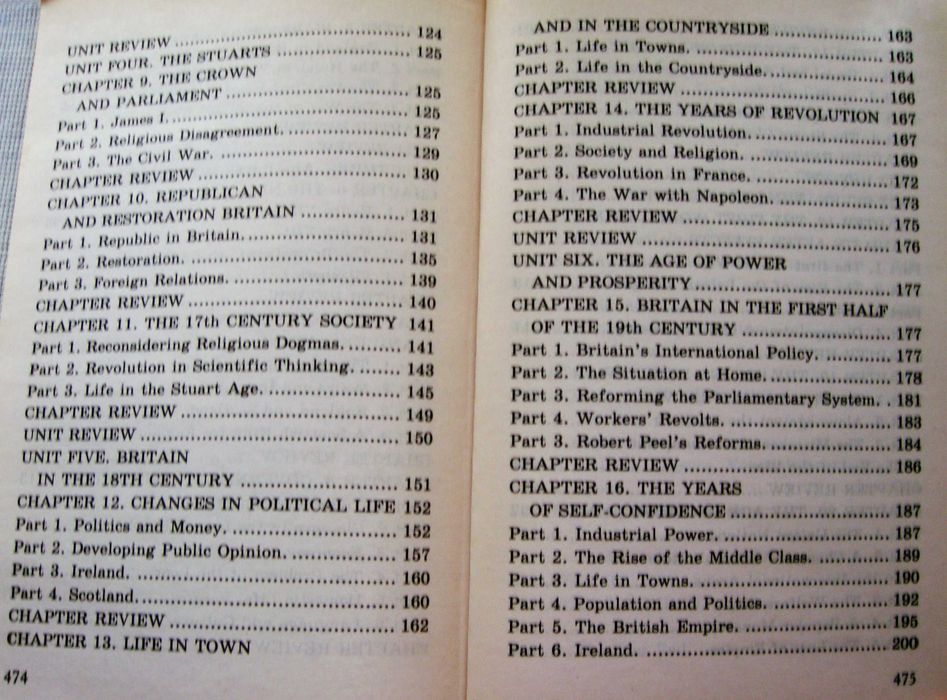 UNIT REVIEW ........................................ 124
UNIT FOUR. THE STUARTS ........................ 125
CHAPTER 9. THE CROWN
AND PARLIAMENT ................................ 125
Part 1. James I. ........................................ 125
Part 2. Religious Disagreement. .................. 127
Part 3. The Civil War. ............................... 129
CHAPTER REVIEW ................................... 130
CHAPTER 10. REPUBLICAN
AND RESTORATION BRITAIN ................ 131
Part 1. Republic in Britain. ......................... 131
Part 2. Restoration. ................................... 135
Part 3. Foreign Relations. .......................... 139
CHAPTER REVIEW ................................... 140
CHAPTER 11. THE 17th CENTURY SOCIETY 141
Part 1. Reconsidering Religious Dogmas. ......... 141
Part 2. Revolution in Scientific Thinking. ....... 143
Part 3. Life in the Stuart Age. .................... 145
CHAPTER REVIEW ................................... 149
UNIT REVIEW ........................................ 150
UNIT FIVE. BRITAIN
IN THE 18TH CENTURY ......................... 151
CHAPTER 12. CHANGES IN POLITICAL LIFE 152
Part 1. Politics and Money. ......................... 152
Part 2. Developing Public Opinion. ............... 157
Part 3. Ireland. ........................................ 160
Part 4. Scotland. ....................................... 160
CHAPTER REVIEW ................................... 162
CHAPTER 13. LIFE IN TOWN
474
AND IN THE COUNTRYSIDE .................. 163
Part 1. Life in Towns. ............................... 163
Part 2. Life in the Countryside. .................. 164
CHAPTER REVIEW ................................... 166
CHAPTER 14. THE YEARS OF REVOLUTION 167
Part 1. Industrial Revolution. ..................... 167
Part 2. Society and Religion. ...................... 169
Part 3. Revolution in France. ...................... 172
Part 4. The War with Napoleon. .................. 173
CHAPTER REVIEW ................................... 175
UNIT REVIEW ........................................ 176
UNIT SIX. THE AGE OF POWER
AND PROSPERITY ................................ 177
CHAPTER 15. BRITAIN IN THE FIRST HALF
OF THE 19th CENTURY ......................... 177
Part 1. Britain's International Policy. ............ 177
Part 2. The Situation at Home. ................... 178
Part 3. Reforming the Parliamentary System. . 181
Part 4. Workers' Revolts. ........................... 183
Part 3. Robert Peel's Reforms. .................... 184
CHAPTER REVIEW ................................... 186
CHAPTER 16. THE YEARS
OF SELF-CONFIDENCE .......................... 187
Part 1. Industrial Power. ............................ 187
Part 2. The Rise of the Middle Class. ............ 189
Part 3. Life in Towns. ............................... 190
Part 4. Population and Politics. ................... 192
Part 5. The British Empire. ........................ 195
Part 6. Ireland. ........................................ 200
475